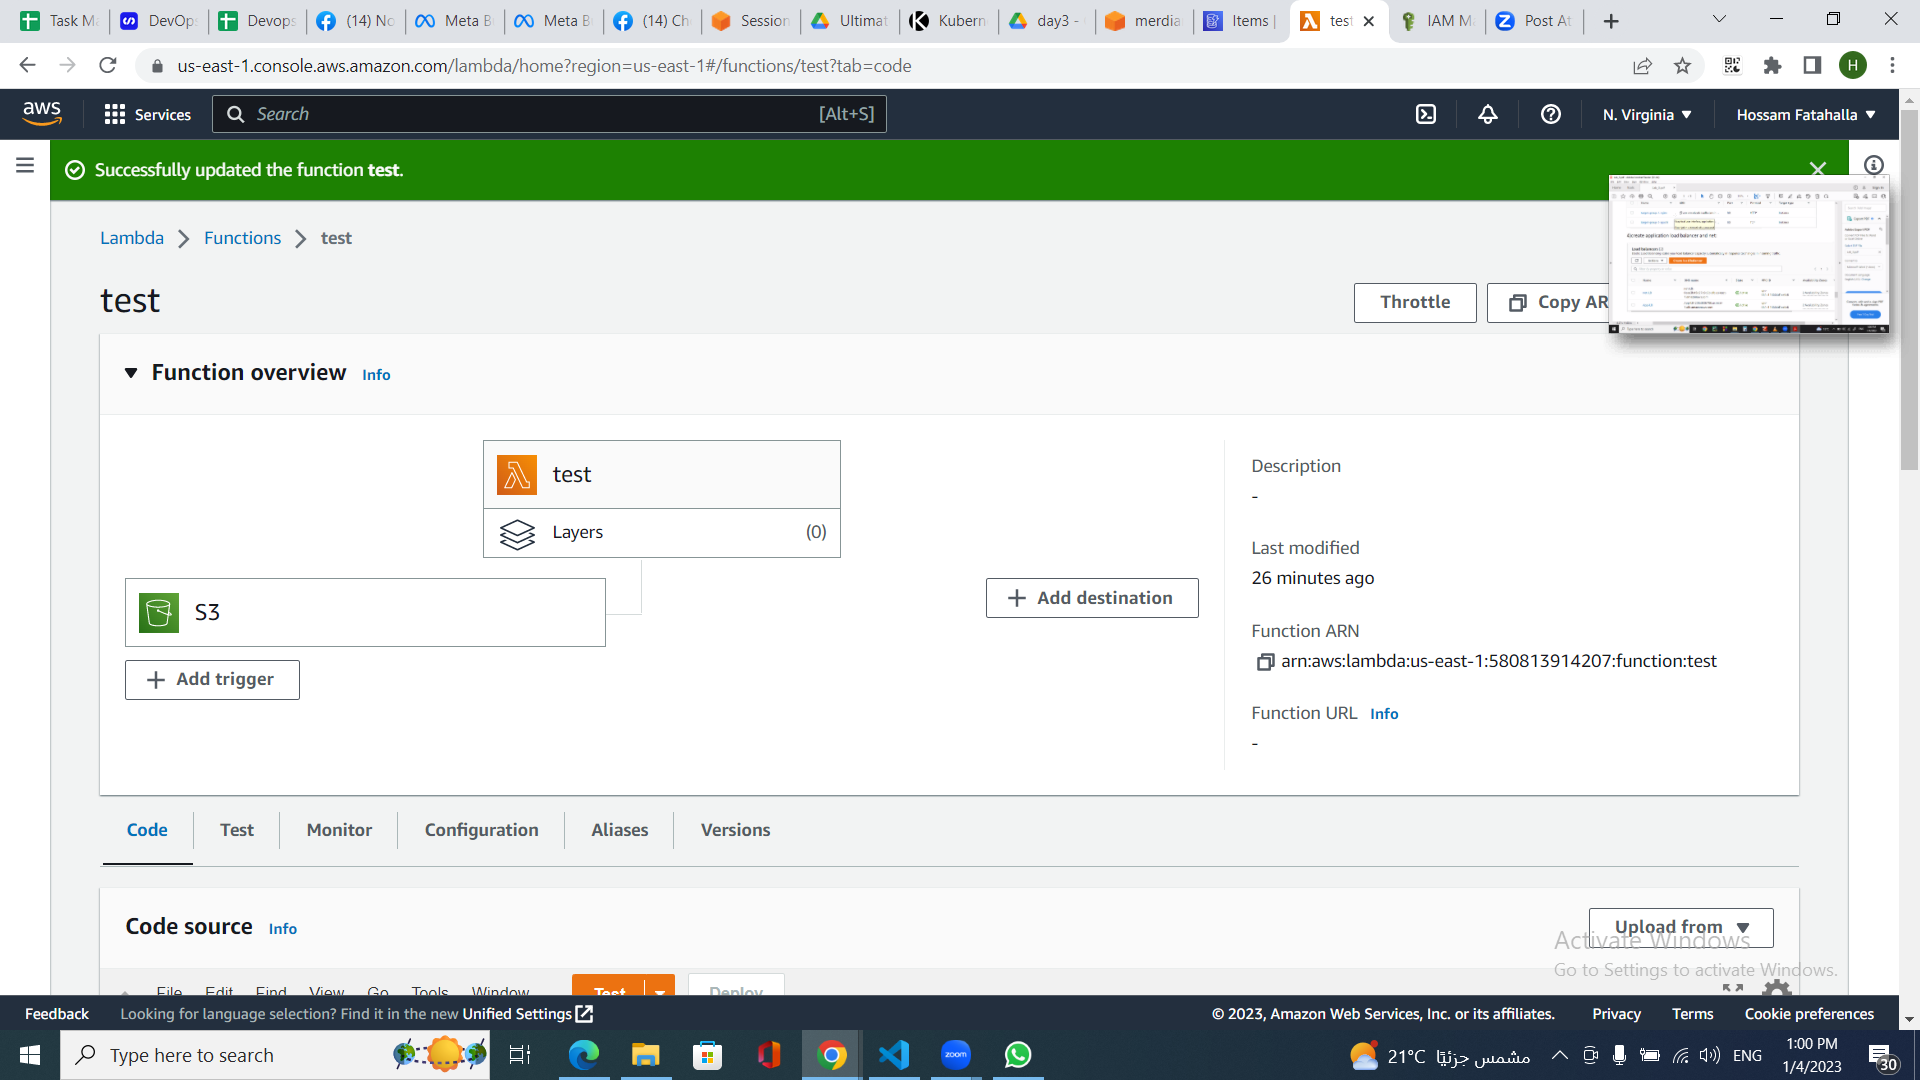 Task M
DevOp
Devops
(14) No
Meta B
Meta B
(14) Ch
Session
Ultimat
Kubern
day3 -
merdia
Items |
test
IAM M
Post At
us-east-1.console.aws.amazon.com/lambda/home?region=us-east-1#/functions/test?tab=code
H
aws
Services
Search
[Alt+S]
N. Virginia
Hossam Fatahalla
Successfully updated the function test.
Lambda
Functions
test
test
Throttle
Copy AR
Function overview
Info
test
Layers
(0)
S3
Add trigger
Add destination
Description
-
Last modified
26 minutes ago
Function ARN
arn:aws:lambda:us-east-1:580813914207:function:test
Function URL Info
-
Code
Test
Monitor
Configuration
Aliases
Versions
Code source Info
Upload from
Activate Windows
Go to Settings to activate Windows.
File Edit Find View Go Tools Window
Test
Deploy
Feedback
Looking for language selection? Find it in the new Unified Settings
© 2023, Amazon Web Services, Inc. or its affiliates.
Privacy
Terms
Cookie preferences
Type here to search
zoom
21°C مشمس جزئيًا
ENG
1:00 PM
1/4/2023
30